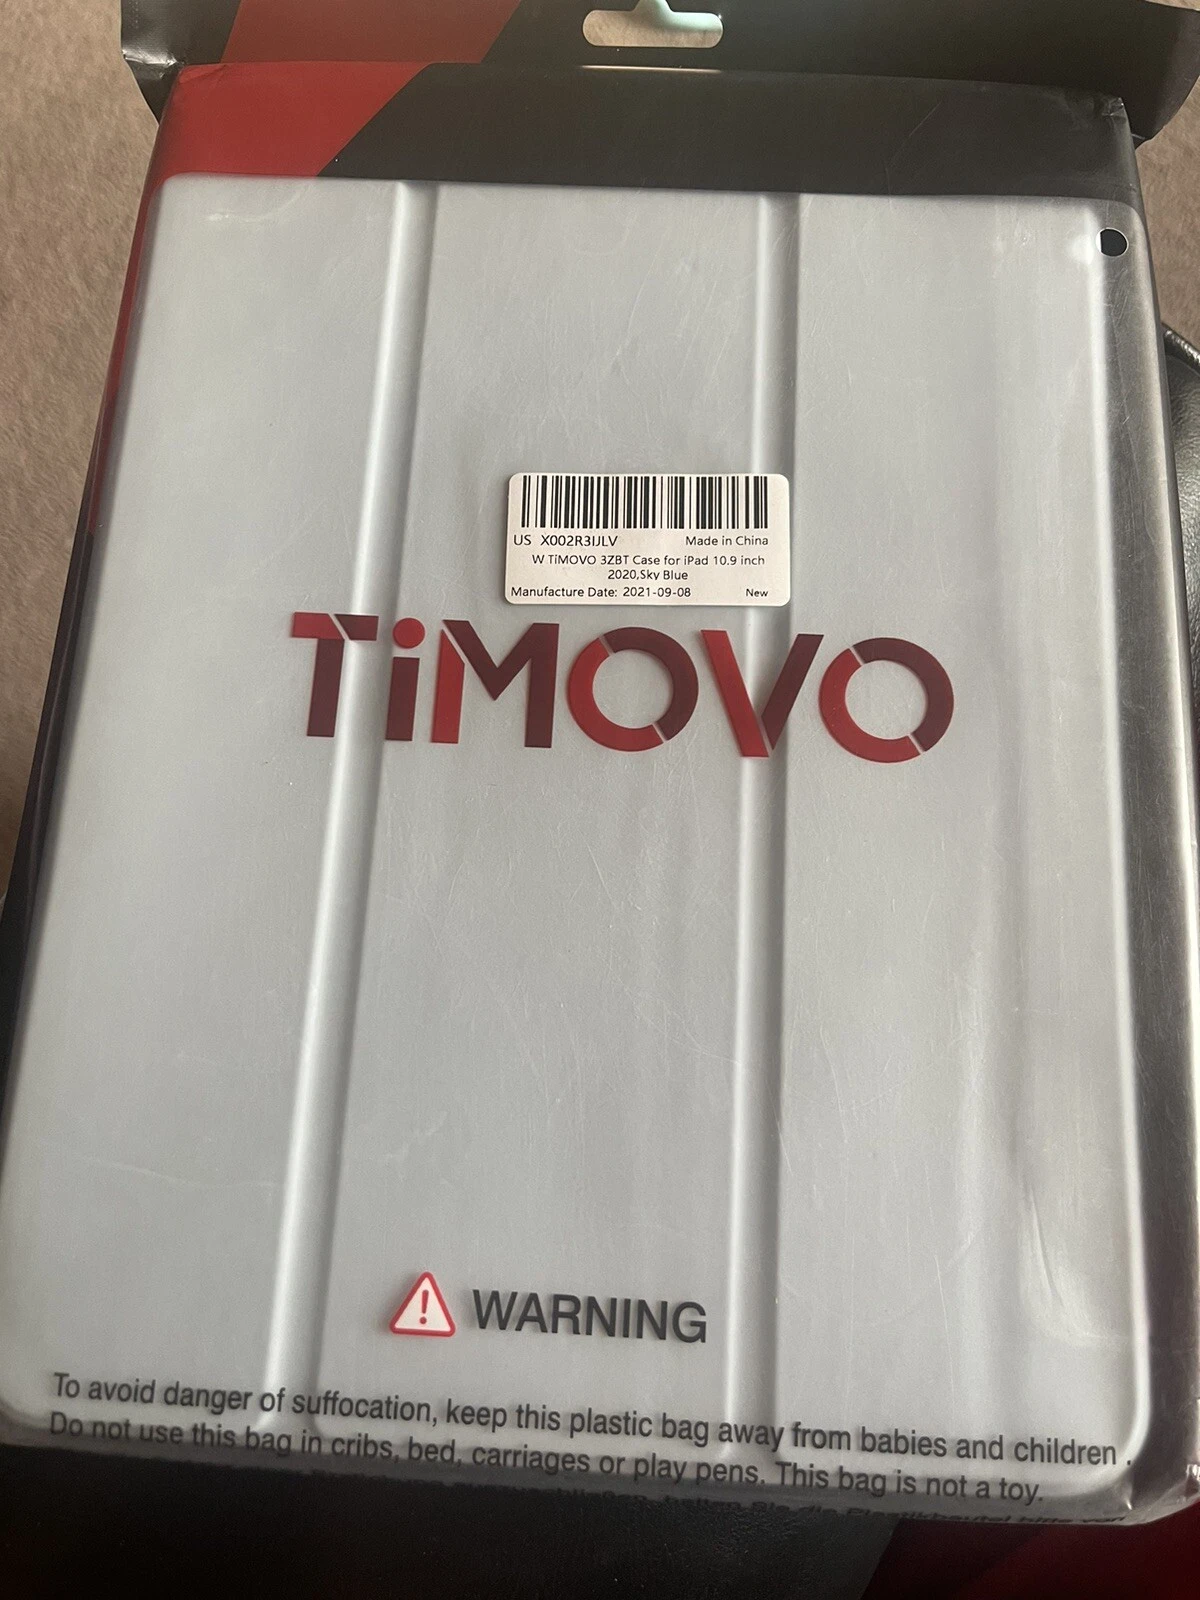 US X002R3IJLV Made in China
W TiMOVO 3ZBT Case for iPad 10.9 inch
2020,Sky Blue
Manufacture Date: 2021-09-08 New
TiMOVO
WARNING
To avoid danger of suffocation, keep this plastic bag away from babies and children .
Do not use this bag in cribs, bed, carriages or play pens. This bag is not a toy.